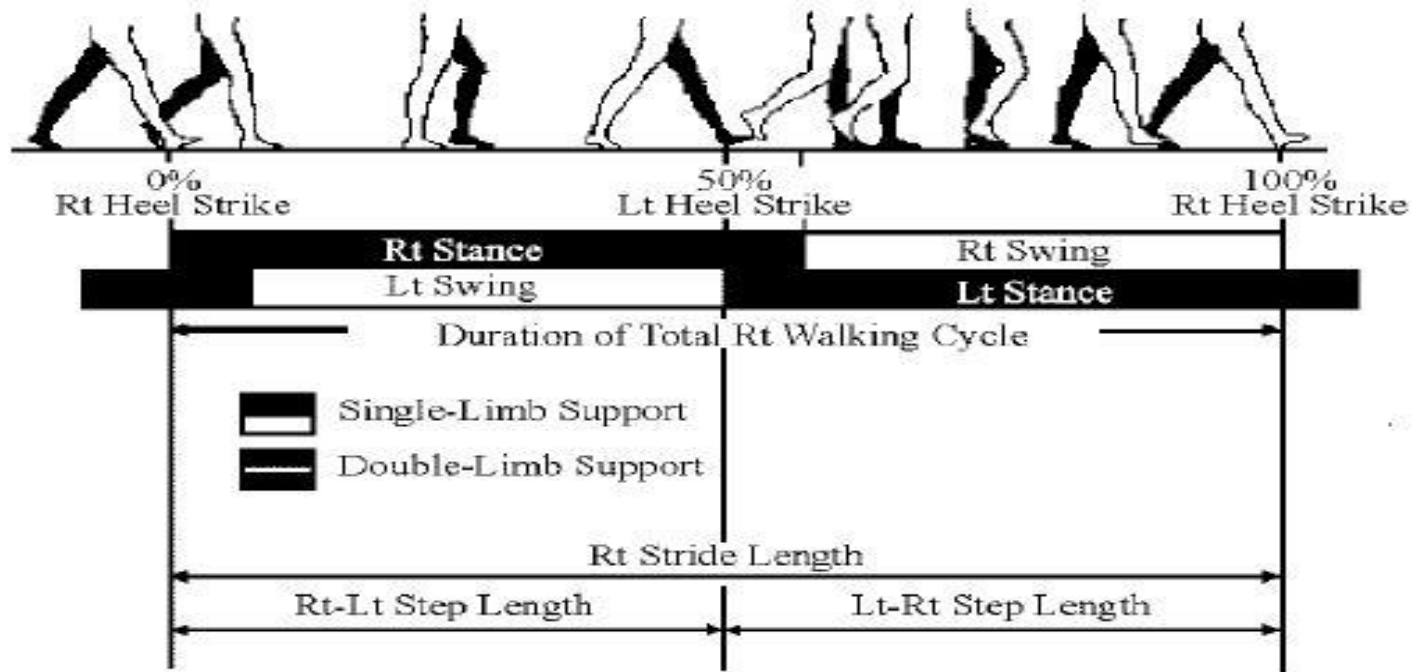 0% 50% 100%
Rt Heel Strike Lt Heel Strike Rt Heel Strike
Rt Stance Rt Swing
Lt Swing Lt Stance
Duration of Total Rt Walking Cycle
Single-Limb Support
Double-Limb Support
Rt Stride Length
Rt-Lt Step Length Lt-Rt Step Length